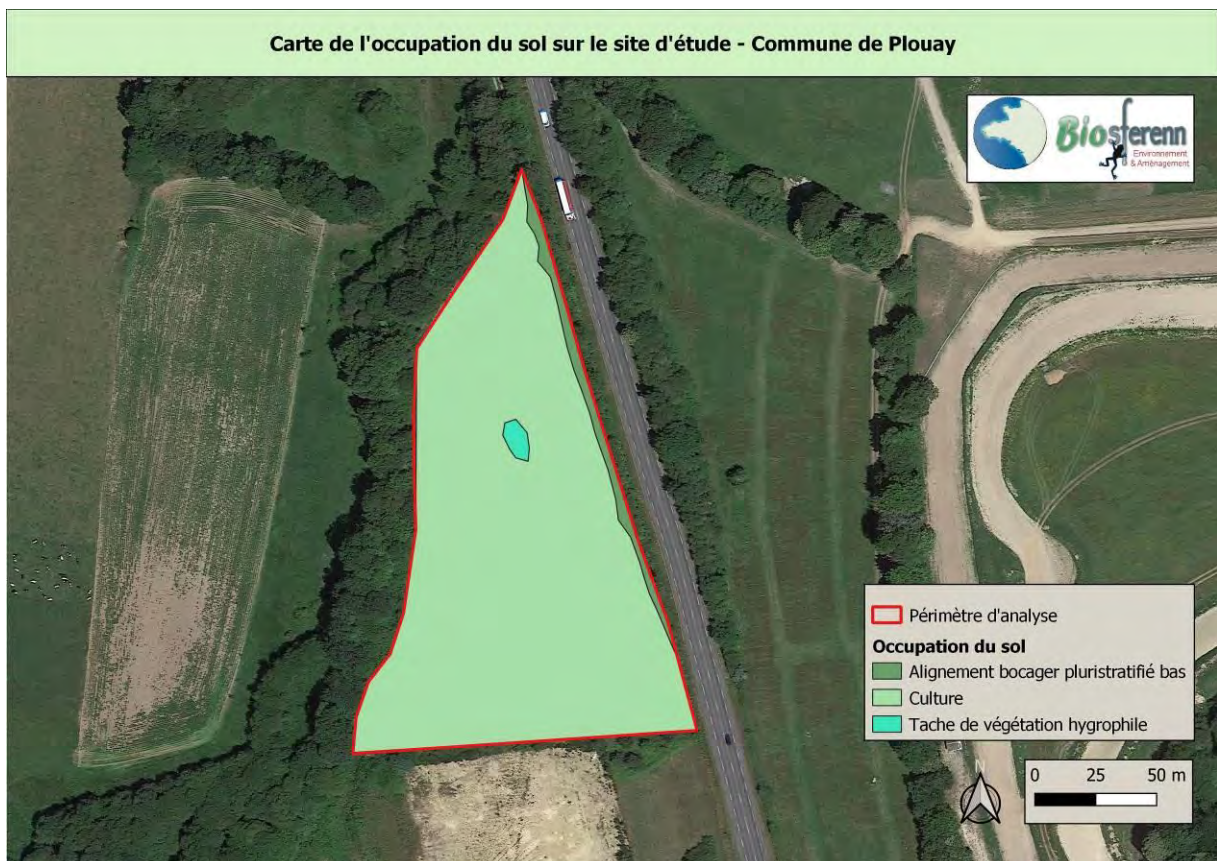 Carte de l'occupation du sol sur le site d'étude - Commune de Plouay
Biosferenn
Environnement
& Aménagement
Périmètre d'analyse
Occupation du sol
Alignement bocager pluristratifié bas
Culture
Tache de végétation hygrophile
N
0 25 50 m